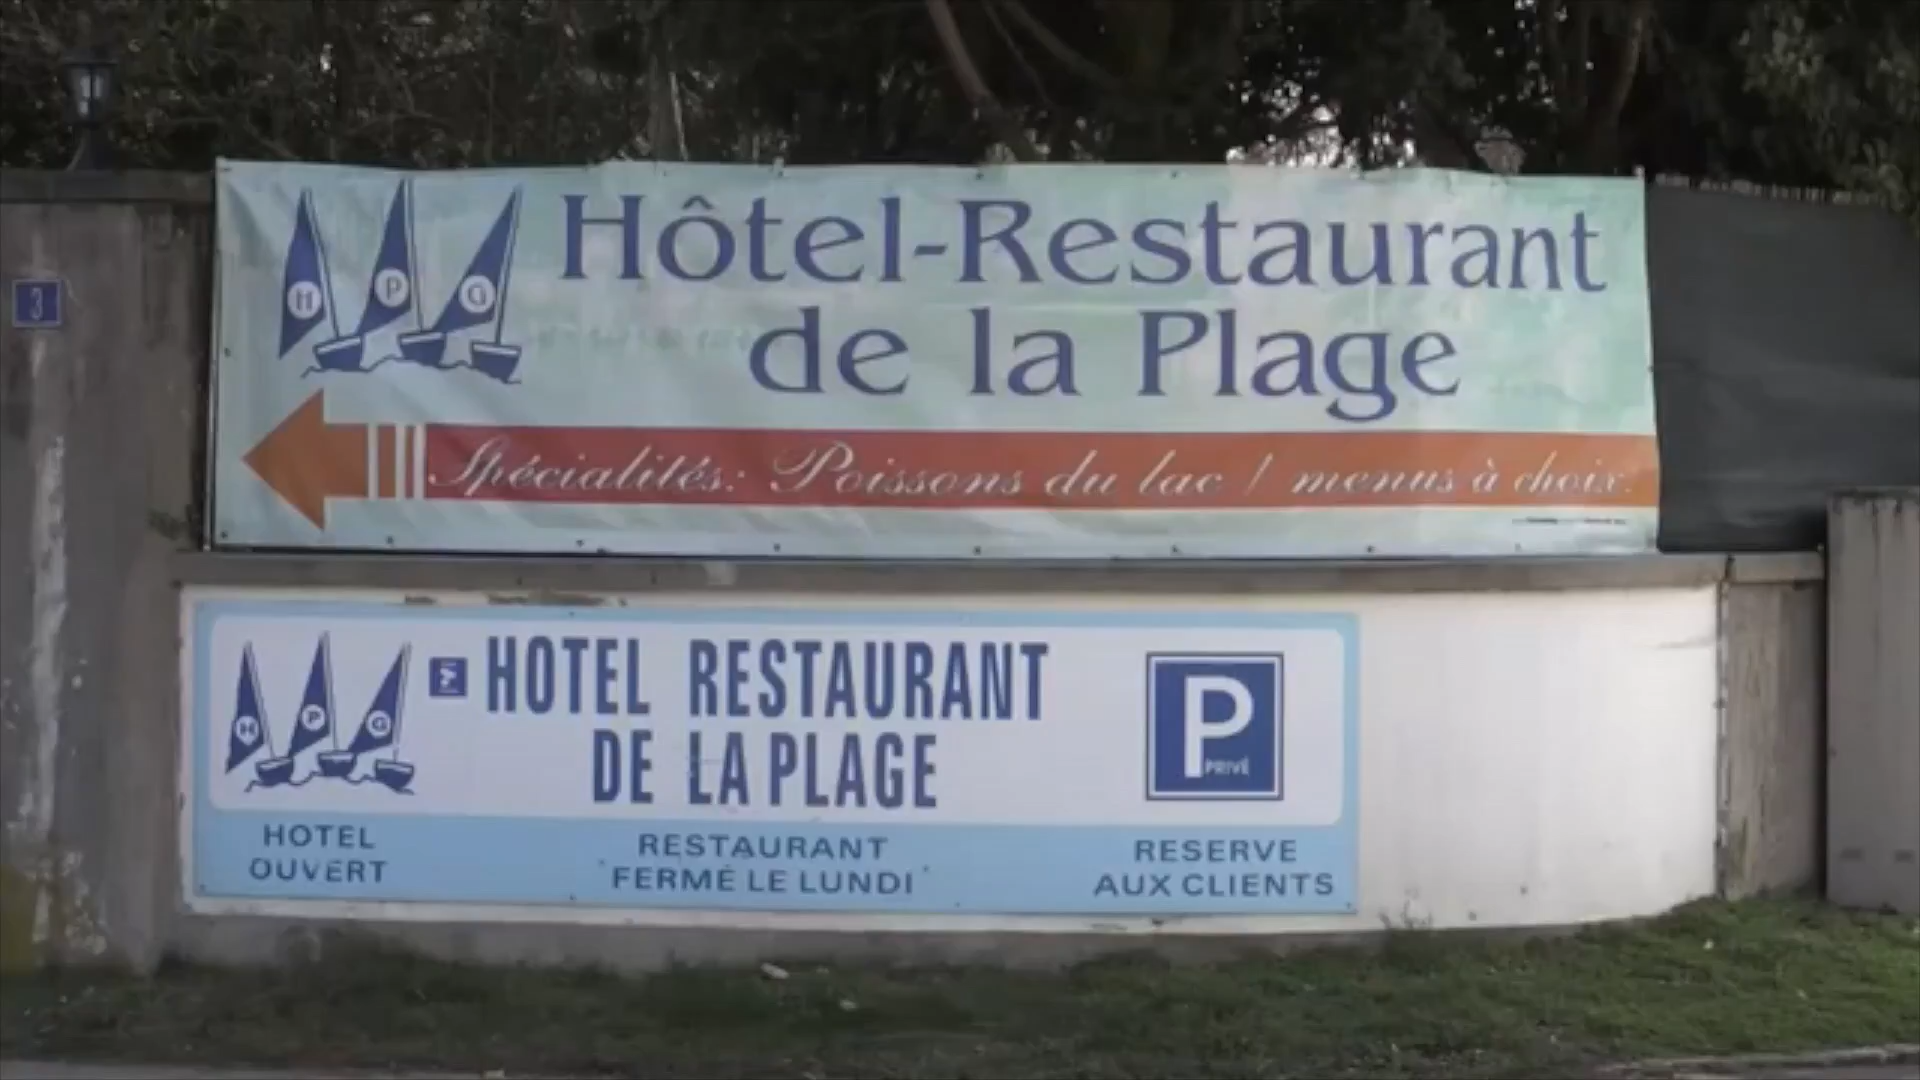 Hôtel-Restaurant
de la Plage
H P G
Spécialités: Poissons du lac / menus à choix.
3
HOTEL RESTAURANT
DE LA PLAGE
H P G
P
PRIVÉ
HOTEL
OUVERT
RESTAURANT
FERMÉ LE LUNDI
RESERVE
AUX CLIENTS